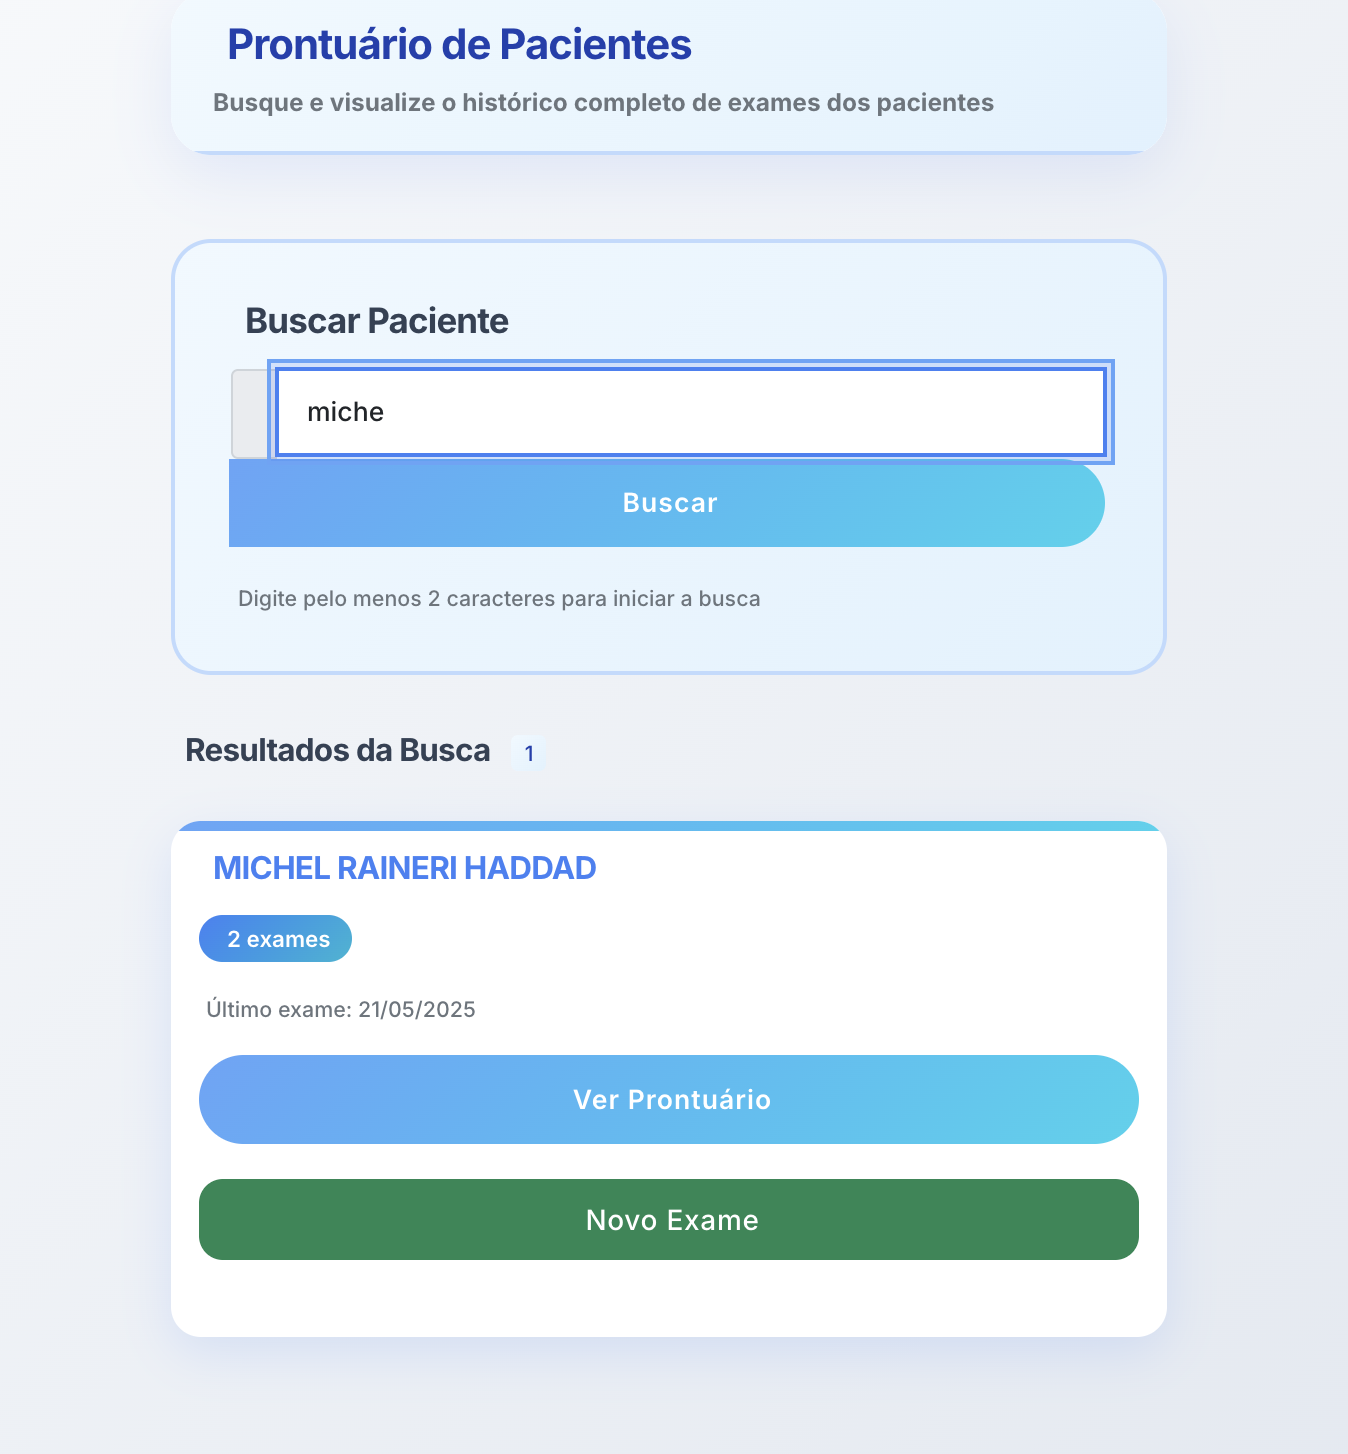 Prontuário de Pacientes
Busque e visualize o histórico completo de exames dos pacientes
Buscar Paciente
miche
Buscar
Digite pelo menos 2 caracteres para iniciar a busca
Resultados da Busca 1
MICHEL RAINERI HADDAD
2 exames
Último exame: 21/05/2025
Ver Prontuário
Novo Exame